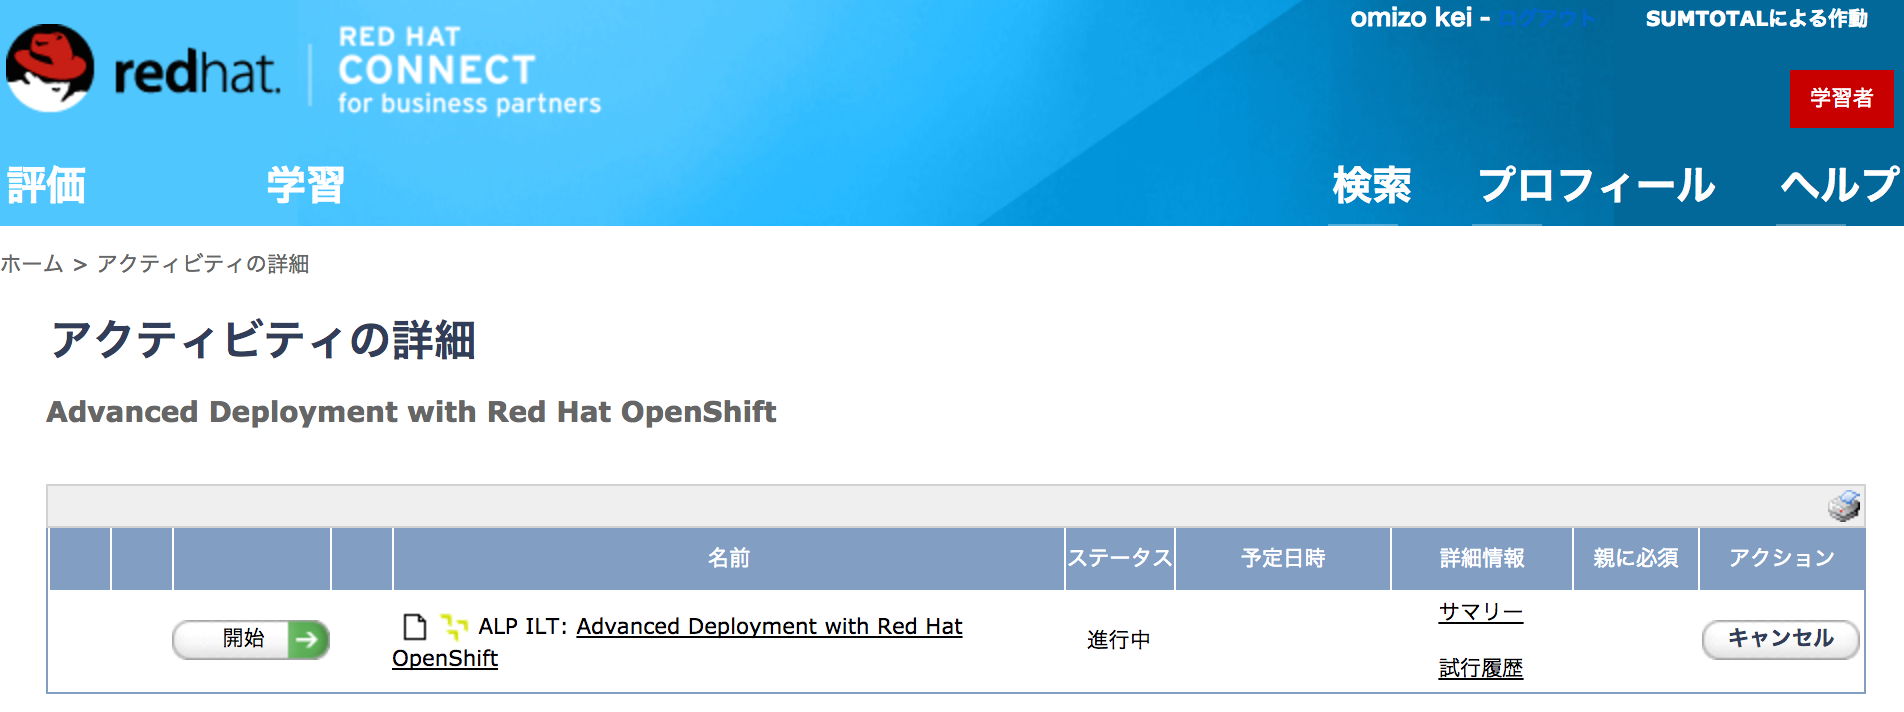 omizo kei - ログアウト
SUMTOTALによる作動
redhat.
RED HAT
CONNECT
for business partners
学習者
評価
学習
検索
プロフィール
ヘルプ
ホーム > アクティビティの詳細
アクティビティの詳細
Advanced Deployment with Red Hat OpenShift
名前
ステータス
予定日時
詳細情報
親に必須
アクション
開始
ALP ILT: Advanced Deployment with Red Hat
OpenShift
進行中
サマリー
試行履歴
キャンセル